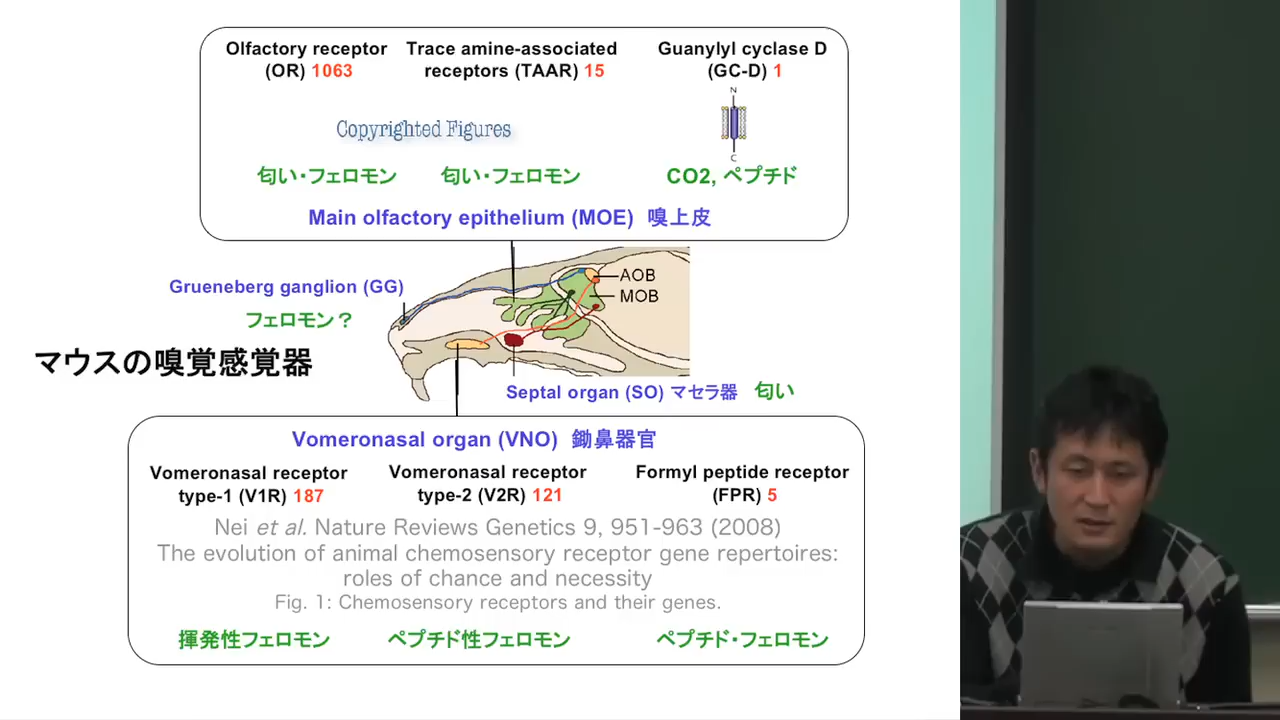 Olfactory receptor
(OR) 1063
Trace amine-associated
receptors (TAAR) 15
Guanylyl cyclase D
(GC-D) 1
N
Copyrighted Figures
C
匂い・フェロモン
匂い・フェロモン
CO2, ペプチド
Main olfactory epithelium (MOE) 嗅上皮
AOB
MOB
Grueneberg ganglion (GG)
フェロモン？
マウスの嗅覚感覚器
Septal organ (SO) マセラ器 匂い
Vomeronasal organ (VNO) 鋤鼻器官
Vomeronasal receptor
type-1 (V1R) 187
Vomeronasal receptor
type-2 (V2R) 121
Formyl peptide receptor
(FPR) 5
Nei et al. Nature Reviews Genetics 9, 951-963 (2008)
The evolution of animal chemosensory receptor gene repertoires:
roles of chance and necessity
Fig. 1: Chemosensory receptors and their genes.
揮発性フェロモン
ペプチド性フェロモン
ペプチド・フェロモン